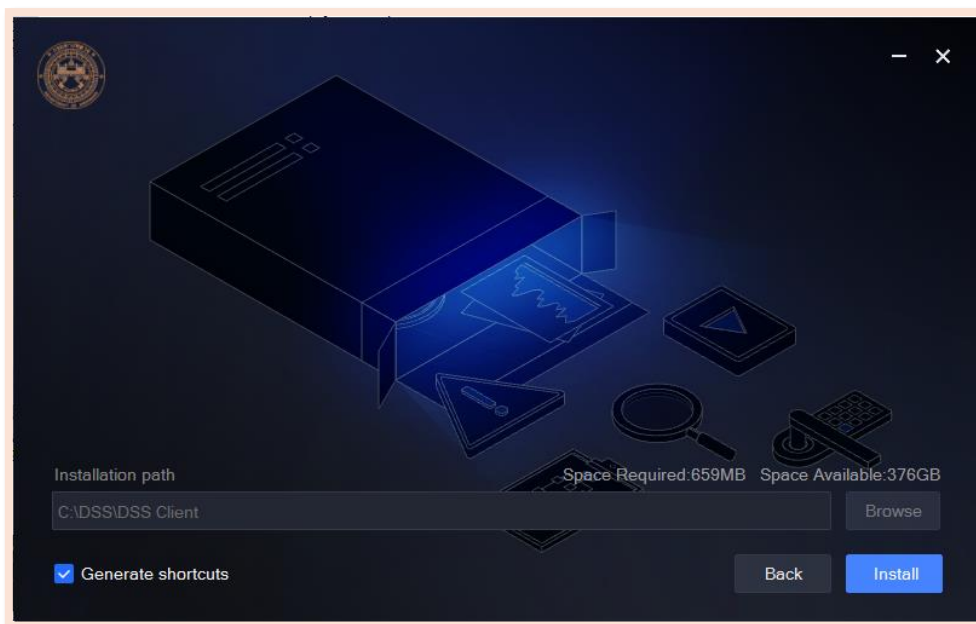 Installation path
Space Required:659MB Space Available:376GB
C:\DSS\DSS Client
Browse
Generate shortcuts
Back
Install